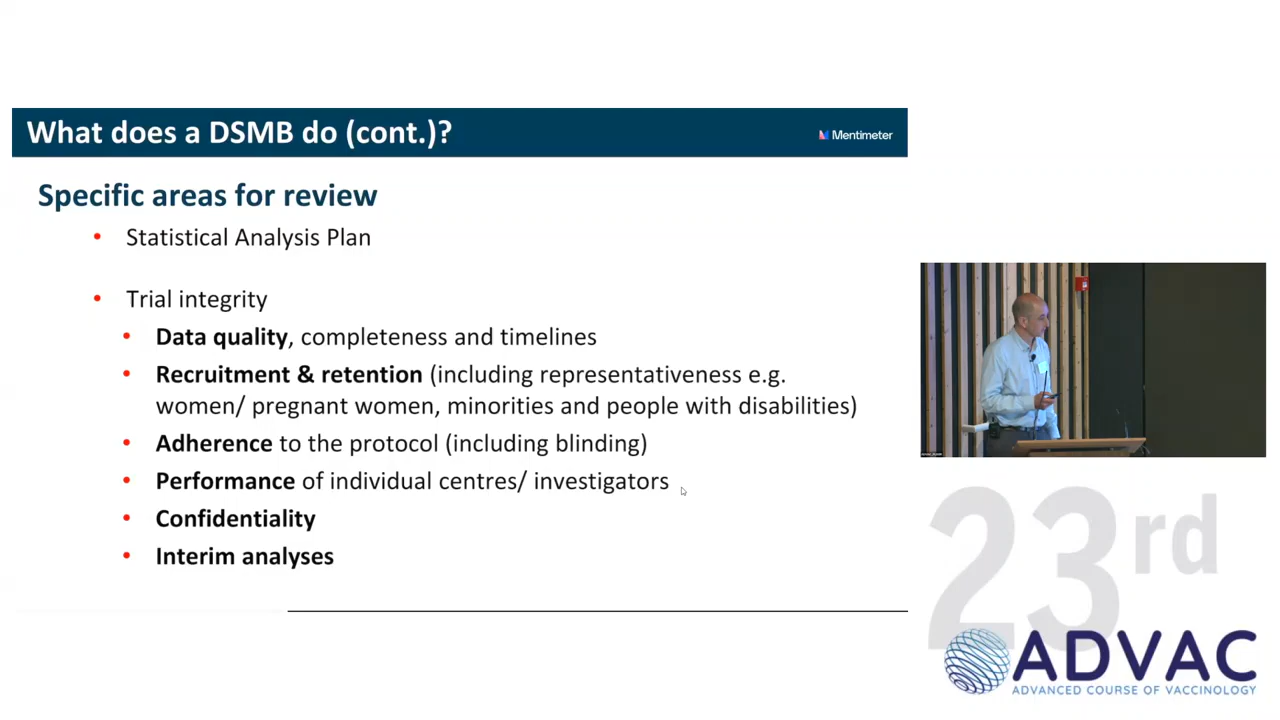 What does a DSMB do (cont.)?
Mentimeter
Specific areas for review
• Statistical Analysis Plan
• Trial integrity
• Data quality, completeness and timelines
• Recruitment & retention (including representativeness e.g.
women/ pregnant women, minorities and people with disabilities)
• Adherence to the protocol (including blinding)
• Performance of individual centres/ investigators
• Confidentiality
• Interim analyses
23rd
ADVAC
ADVANCED COURSE OF VACCINOLOGY